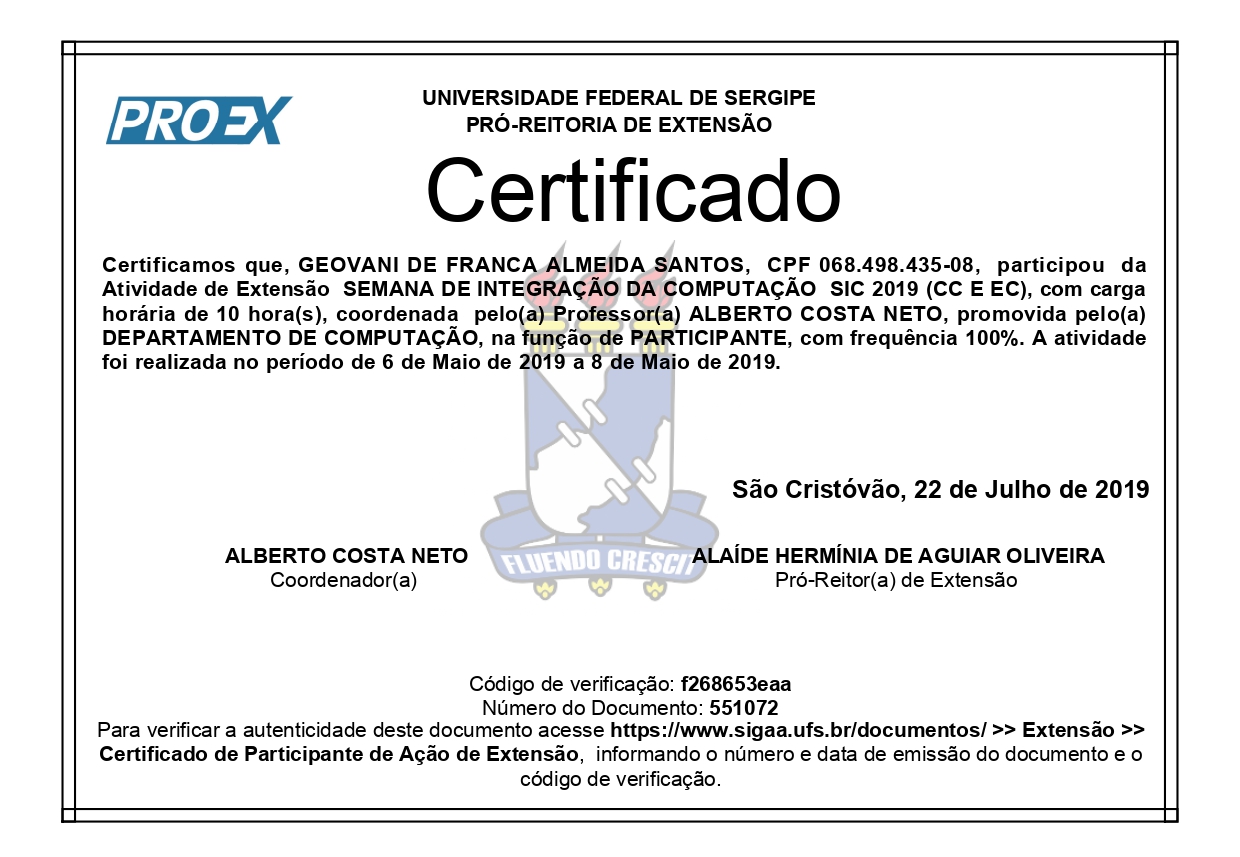 PROEX
UNIVERSIDADE FEDERAL DE SERGIPE
PRÓ-REITORIA DE EXTENSÃO
Certificado
Certificamos que, GEOVANI DE FRANCA ALMEIDA SANTOS, CPF 068.498.435-08, participou da
Atividade de Extensão SEMANA DE INTEGRAÇÃO DA COMPUTAÇÃO SIC 2019 (CC E EC), com carga
horária de 10 hora(s), coordenada pelo(a) Professor(a) ALBERTO COSTA NETO, promovida pelo(a)
DEPARTAMENTO DE COMPUTAÇÃO, na função de PARTICIPANTE, com frequência 100%. A atividade
foi realizada no período de 6 de Maio de 2019 a 8 de Maio de 2019.
São Cristóvão, 22 de Julho de 2019
ALBERTO COSTA NETO
Coordenador(a)
FLUENDO CRESCIT
ALAÍDE HERMÍNIA DE AGUIAR OLIVEIRA
Pró-Reitor(a) de Extensão
Código de verificação: f268653eaa
Número do Documento: 551072
Para verificar a autenticidade deste documento acesse https://www.sigaa.ufs.br/documentos/ >> Extensão >>
Certificado de Participante de Ação de Extensão, informando o número e data de emissão do documento e o
código de verificação.